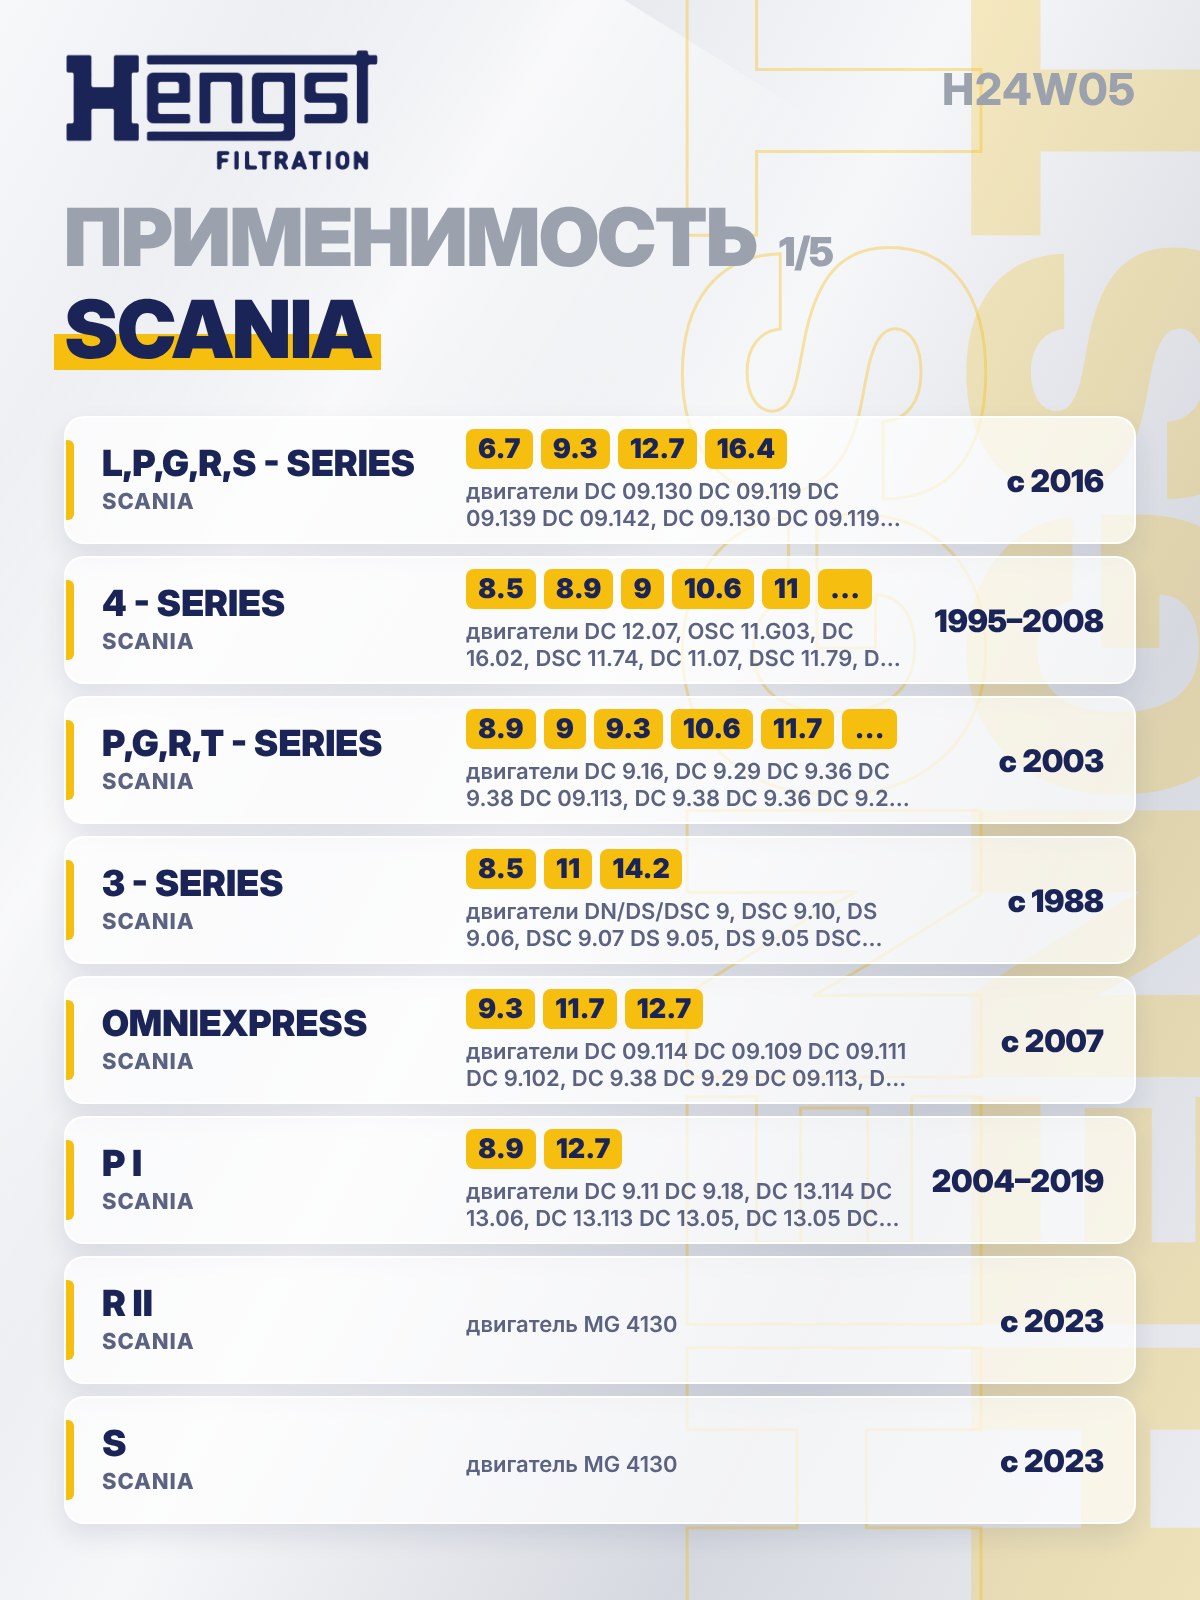 Hengst
FILTRATION
H24W05
ПРИМЕНИМОСТЬ 1/5
SCANIA
L,P,G,R,S - SERIES
SCANIA
6.7 9.3 12.7 16.4
двигатели DC 09.130 DC 09.119 DC
09.139 DC 09.142, DC 09.130 DC 09.119...
с 2016
4 - SERIES
SCANIA
8.5 8.9 9 10.6 11 ...
двигатели DC 12.07, OSC 11.G03, DC
16.02, DSC 11.74, DC 11.07, DSC 11.79, D...
1995–2008
P,G,R,T - SERIES
SCANIA
8.9 9 9.3 10.6 11.7 ...
двигатели DC 9.16, DC 9.29 DC 9.36 DC
9.38 DC 09.113, DC 9.38 DC 9.36 DC 9.2...
с 2003
3 - SERIES
SCANIA
8.5 11 14.2
двигатели DN/DS/DSC 9, DSC 9.10, DS
9.06, DSC 9.07 DS 9.05, DS 9.05 DSC...
с 1988
OMNIEXPRESS
SCANIA
9.3 11.7 12.7
двигатели DC 09.114 DC 09.109 DC 09.111
DC 9.102, DC 9.38 DC 9.29 DC 09.113, D...
с 2007
P I
SCANIA
8.9 12.7
двигатели DC 9.11 DC 9.18, DC 13.114 DC
13.06, DC 13.113 DC 13.05, DC 13.05 DC...
2004–2019
R II
SCANIA
двигатель MG 4130
с 2023
S
SCANIA
двигатель MG 4130
с 2023
HENGST
HENGST